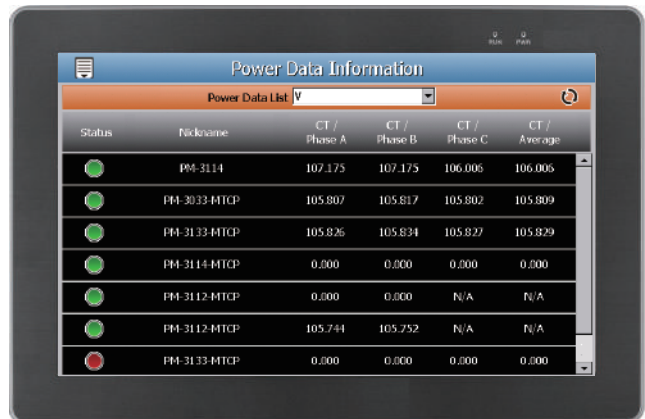 RUN PWR
Power Data Information
Power Data List V
Status Nickname CT / Phase A CT / Phase B CT / Phase C CT / Average
PM-3114 107.175 107.175 106.006 106.006
PM-3033-MTCP 105.807 105.817 105.802 105.809
PM-3133-MTCP 105.826 105.834 105.827 105.829
PM-3114-MTCP 0.000 0.000 0.000 0.000
PM-3112-MTCP 0.000 0.000 N/A N/A
PM-3112-MTCP 105.744 105.752 N/A N/A
PM-3133-MTCP 0.000 0.000 0.000 0.000